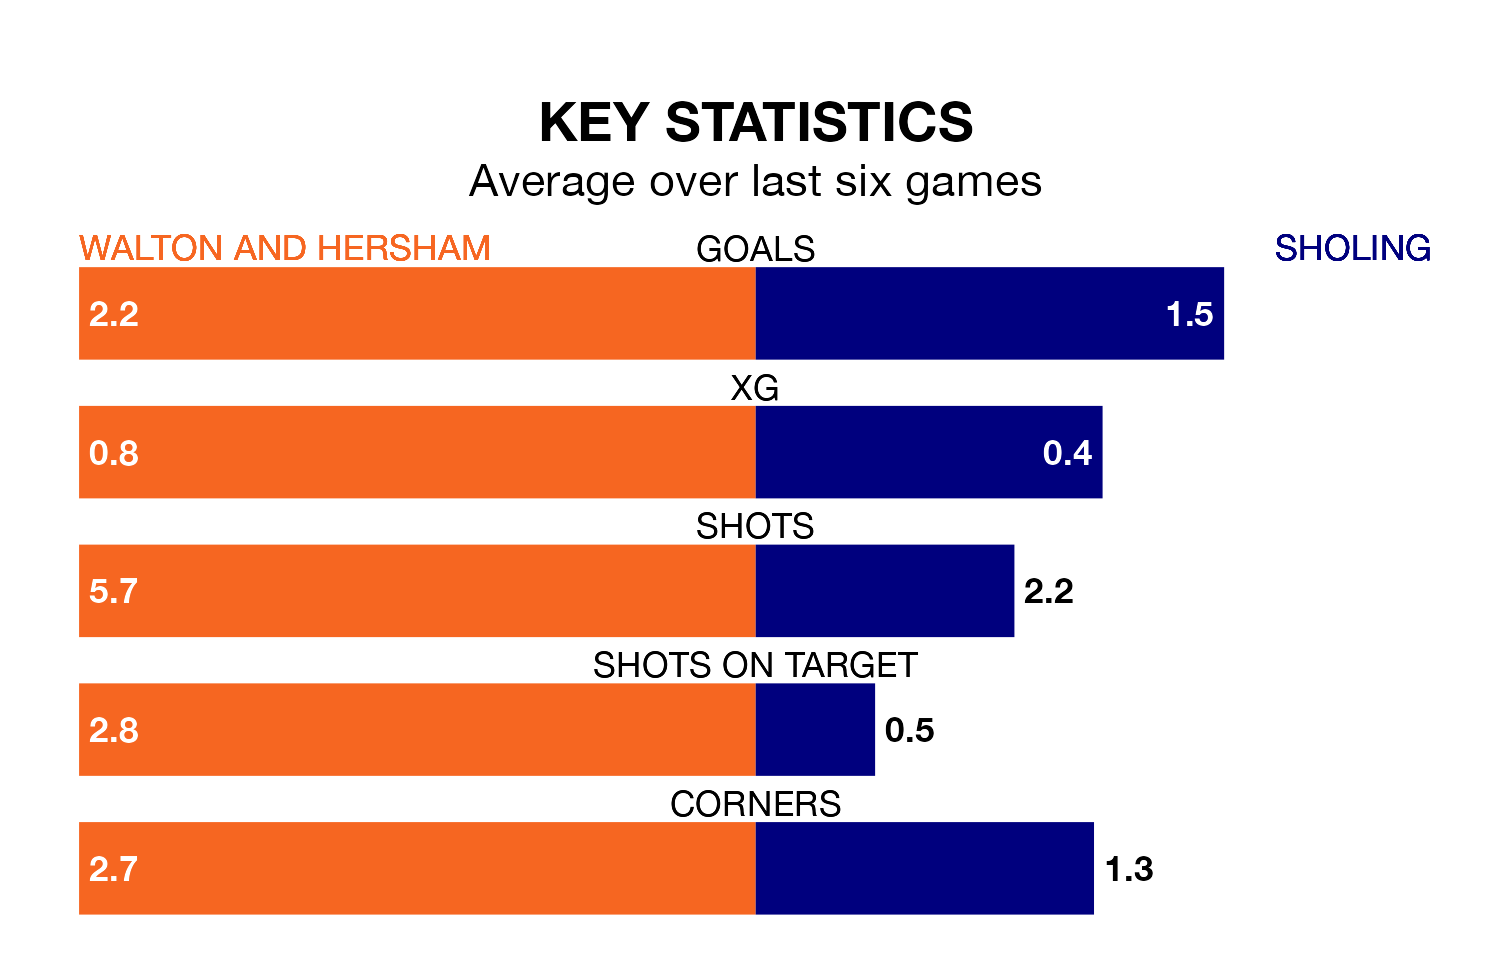 KEY STATISTICS
Average over last six games
WALTON AND HERSHAM GOALS SHOLING
2.2 1.5
XG
0.8 0.4
SHOTS
5.7 2.2
SHOTS ON TARGET
2.8 0.5
CORNERS
2.7 1.3